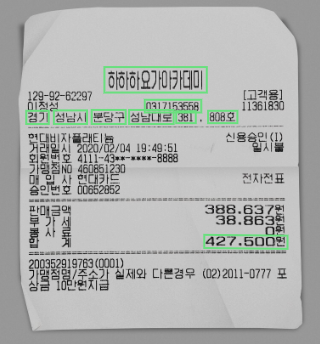 하하하요가아카데미
129-92-62297 [고객용]
이정성 0317153558 11361830
경기 성남시 분당구 성남대로 381, 808호
현대비자플래티늄 신용승인(I)
거래일시 2020/02/04 19:49:51 일시불
회원번호 4111-43**-****-8888
가맹점NO 460851230
매 입 사 현대카드 전자전표
승인번호 00652852
판매금액 388.637원
부 가 세 38.863원
봉 사 료 0원
합 계 427.500원
200352919763(0001)
가맹점명/주소가 실제와 다른경우 (02)2011-0777 포
상금 10만원지급